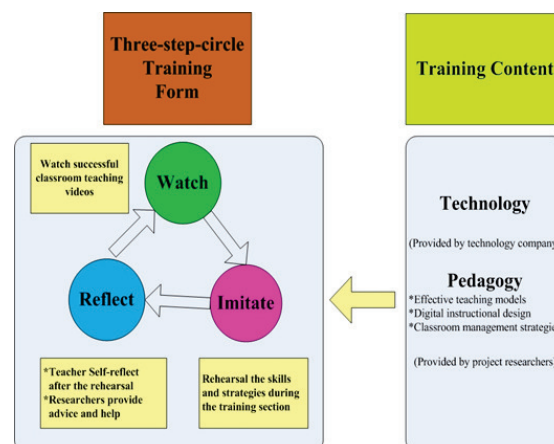 Three-step-circle
Training
Form
Training Content
Watch successful
classroom teaching
videos
Watch
Reflect
Imitate
*Teacher Self-reflect
after the rehearsal
*Researchers provide
advice and help
Rehearsal the skills
and strategies during
the training section
Technology
(Provided by technology company
Pedagogy
*Effective teaching models
*Digital instructional design
*Classroom management strategie
(Provided by project researchers)